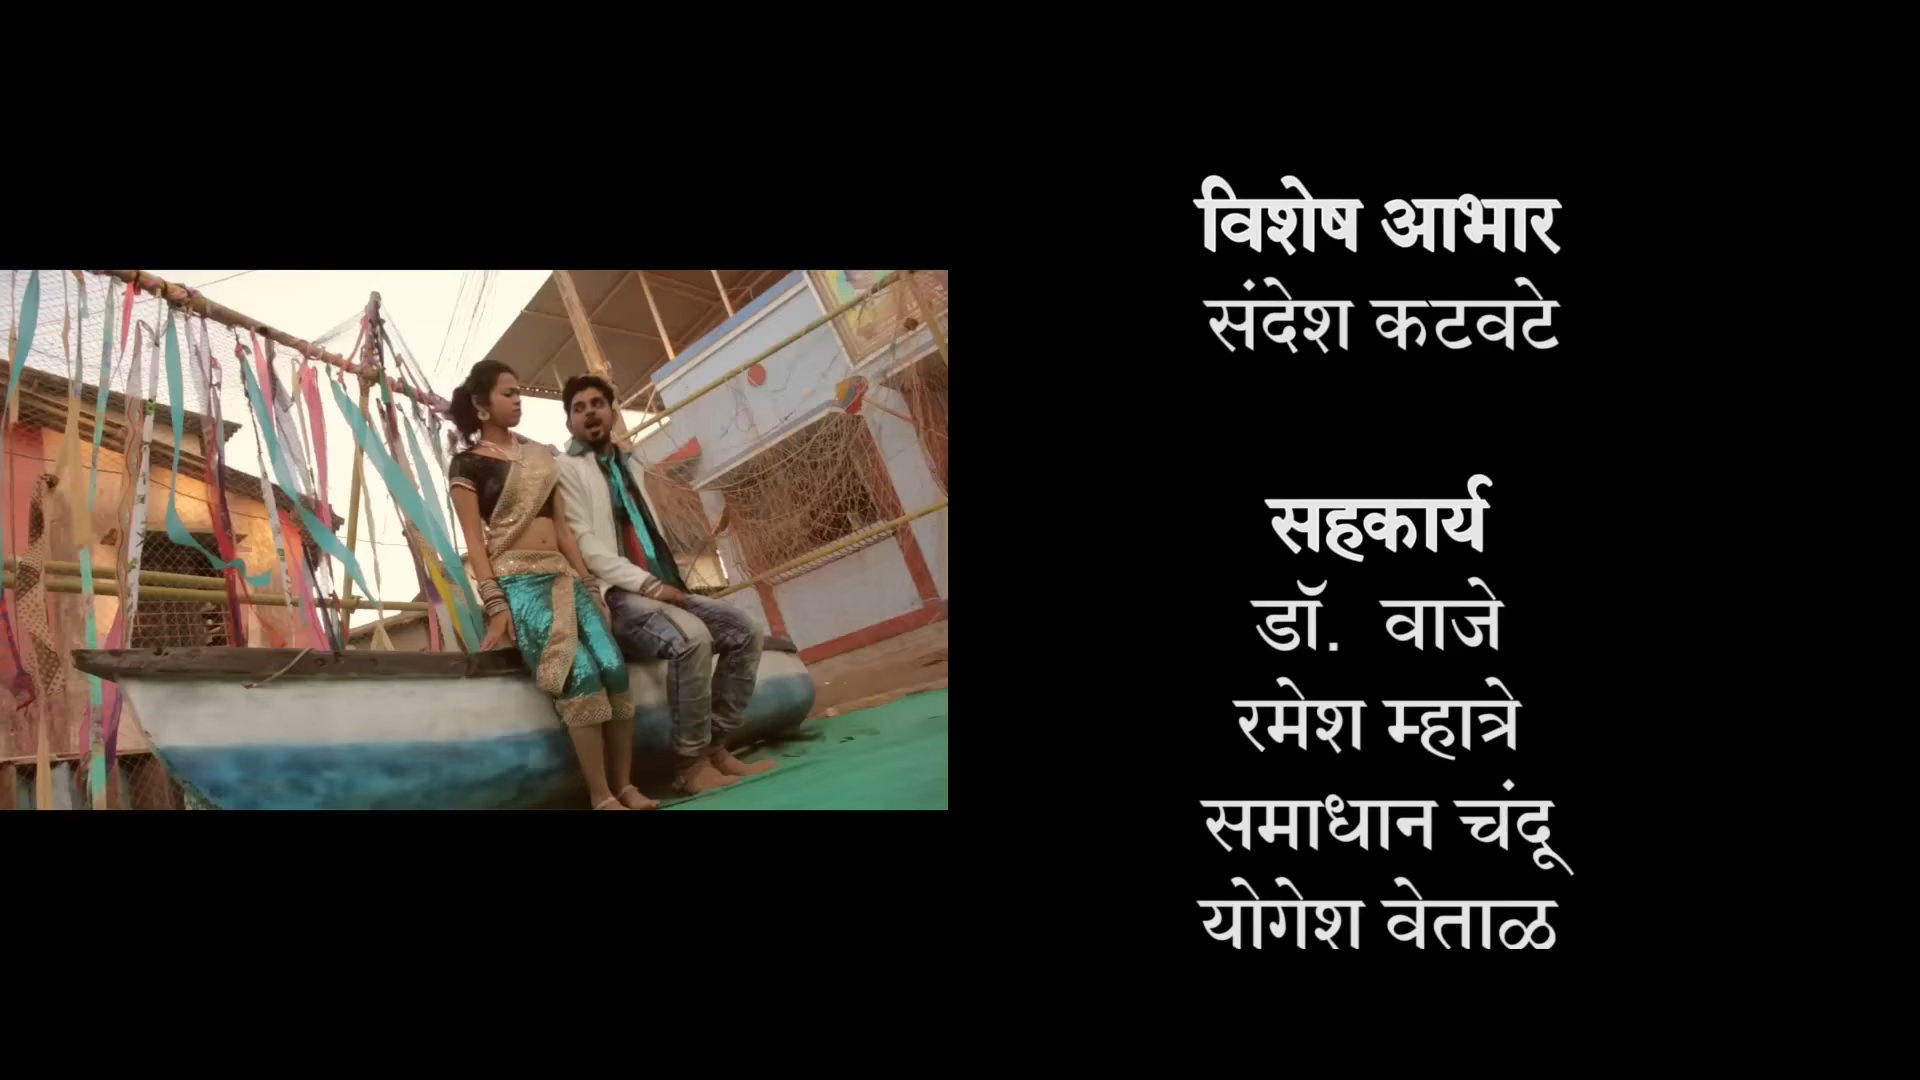 विशेष आभार
संदेश कटवटे
सहकार्य
डॉ. वाजे
रमेश म्हात्रे
समाधान चंदू
योगेश वेताळ